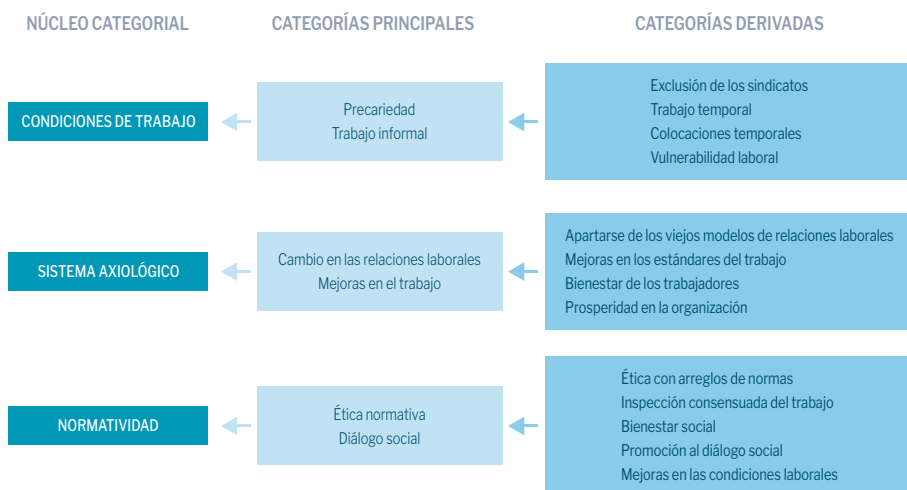 NÚCLEO CATEGORIAL
CATEGORÍAS PRINCIPALES
CATEGORÍAS DERIVADAS
CONDICIONES DE TRABAJO
Precariedad
Trabajo informal
Exclusión de los sindicatos
Trabajo temporal
Colocaciones temporales
Vulnerabilidad laboral
SISTEMA AXIOLÓGICO
Cambio en las relaciones laborales
Mejoras en el trabajo
Apartarse de los viejos modelos de relaciones laborales
Mejoras en los estándares del trabajo
Bienestar de los trabajadores
Prosperidad en la organización
NORMATIVIDAD
Ética normativa
Diálogo social
Ética con arreglos de normas
Inspección consensuada del trabajo
Bienestar social
Promoción al diálogo social
Mejoras en las condiciones laborales